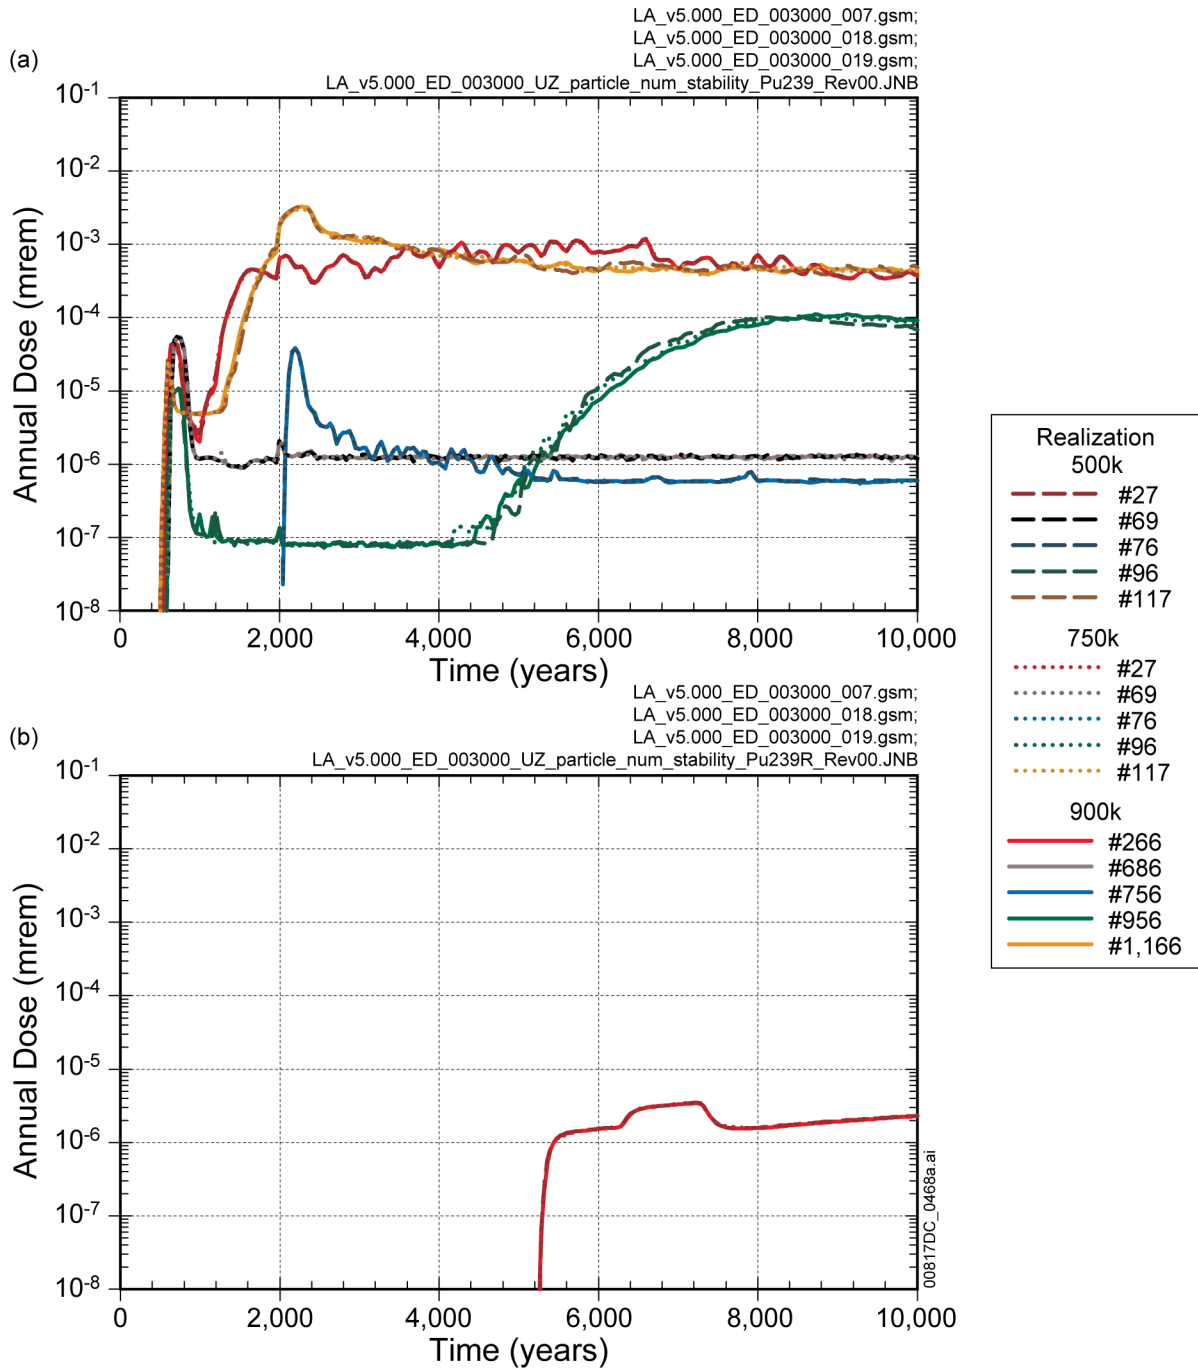 LA_v5.000_ED_003000_007.gsm;
LA_v5.000_ED_003000_018.gsm;
(a)
LA_v5.000_ED_003000_019.gsm;
LA_v5.000_ED_003000_UZ_particle_num_stability_Pu239_Rev00.JNB
10-1
10-2
10-3
10-4
10-5
10-6
10-7
10-8
Annual Dose (mrem)
0 2,000 4,000 6,000 8,000 10,000
Time (years)
LA_v5.000_ED_003000_007.gsm;
LA_v5.000_ED_003000_018.gsm;
(b)
LA_v5.000_ED_003000_019.gsm;
LA_v5.000_ED_003000_UZ_particle_num_stability_Pu239R_Rev00.JNB
10-1
10-2
10-3
10-4
10-5
10-6
10-7
10-8
Annual Dose (mrem)
0 2,000 4,000 6,000 8,000 10,000
Time (years)
00817DC_0468a.ai
Realization
500k
#27
#69
#76
#96
#117
750k
#27
#69
#76
#96
#117
900k
#266
#686
#756
#956
#1,166